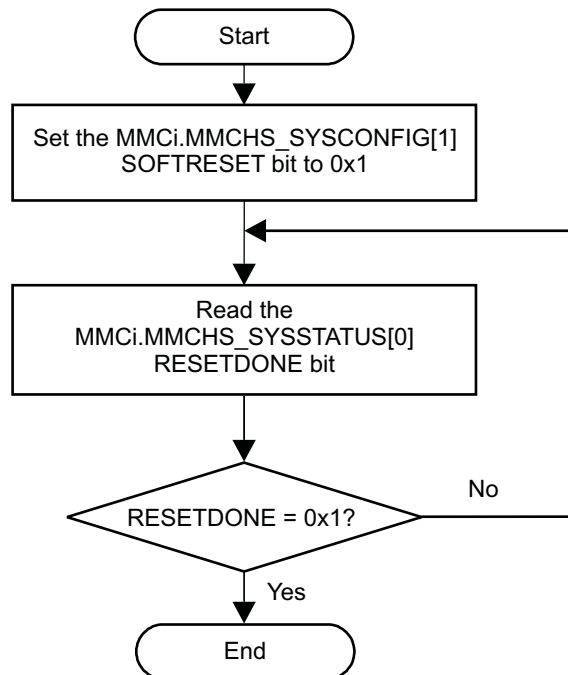 Start
Set the MMCi.MMCHS_SYSCONFIG[1]
SOFTRESET bit to 0x1
Read the
MMCi.MMCHS_SYSSTATUS[0]
RESETDONE bit
RESETDONE = 0x1?
No
Yes
End